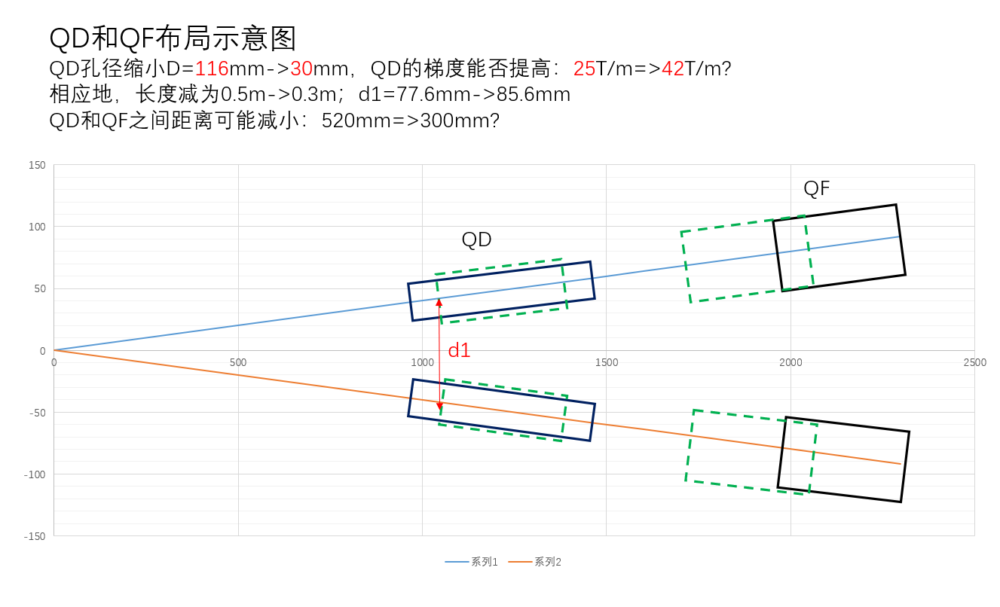 QD和QF布局示意图
QD孔径缩小D=116mm->30mm，QD的梯度能否提高：25T/m=>42T/m?
相应地，长度减为0.5m->0.3m；d1=77.6mm->85.6mm
QD和QF之间距离可能减小：520mm=>300mm?
150
QF
100
QD
50
d1
0
0 500 1000 1500 2000 2500
-50
-100
-150
系列1 系列2